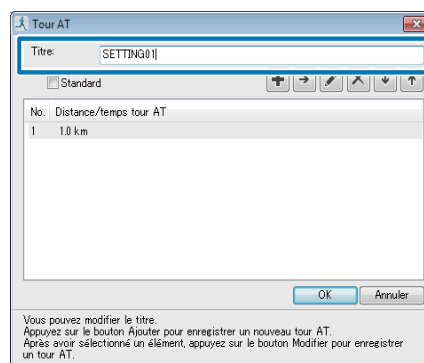 Tour AT
Titre: SETTING01
Standard
No. Distance/temps tour AT
1 1.0 km
OK Annuler
Vous pouvez modifier le titre.
Appuyez sur le bouton Ajouter pour enregistrer un nouveau tour AT.
Après avoir sélectionné un élément, appuyez sur le bouton Modifier pour enregistrer
un tour AT.